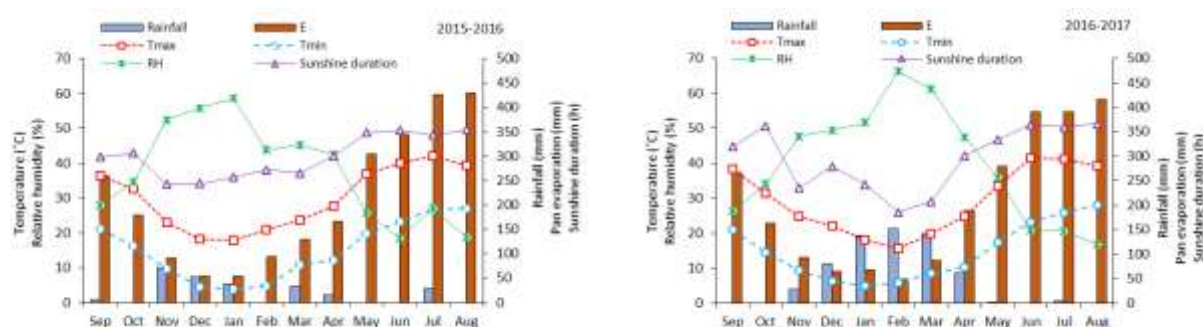 Rainfall E 2015-2016
Tmax Tmin
RH Sunshine duration
70 500
60 450
50 400
40 350
30 300
20 250
10 200
0 150
100
50
0
Temperature (°C)
Relative humidity (%)
Rainfall (mm)
Pan evaporation (mm)
Sunshine duration (h)
Sep Oct Nov Dec Jan Feb Mar Apr May Jun Jul Aug
Rainfall E 2016-2017
Tmax Tmin
RH Sunshine duration
70 500
60 450
50 400
40 350
30 300
20 250
10 200
0 150
100
50
0
Temperature (°C)
Relative humidity (%)
Rainfall (mm)
Pan evaporation (mm)
Sunshine duration (h)
Sep Oct Nov Dec Jan Feb Mar Apr May Jun Jul Aug